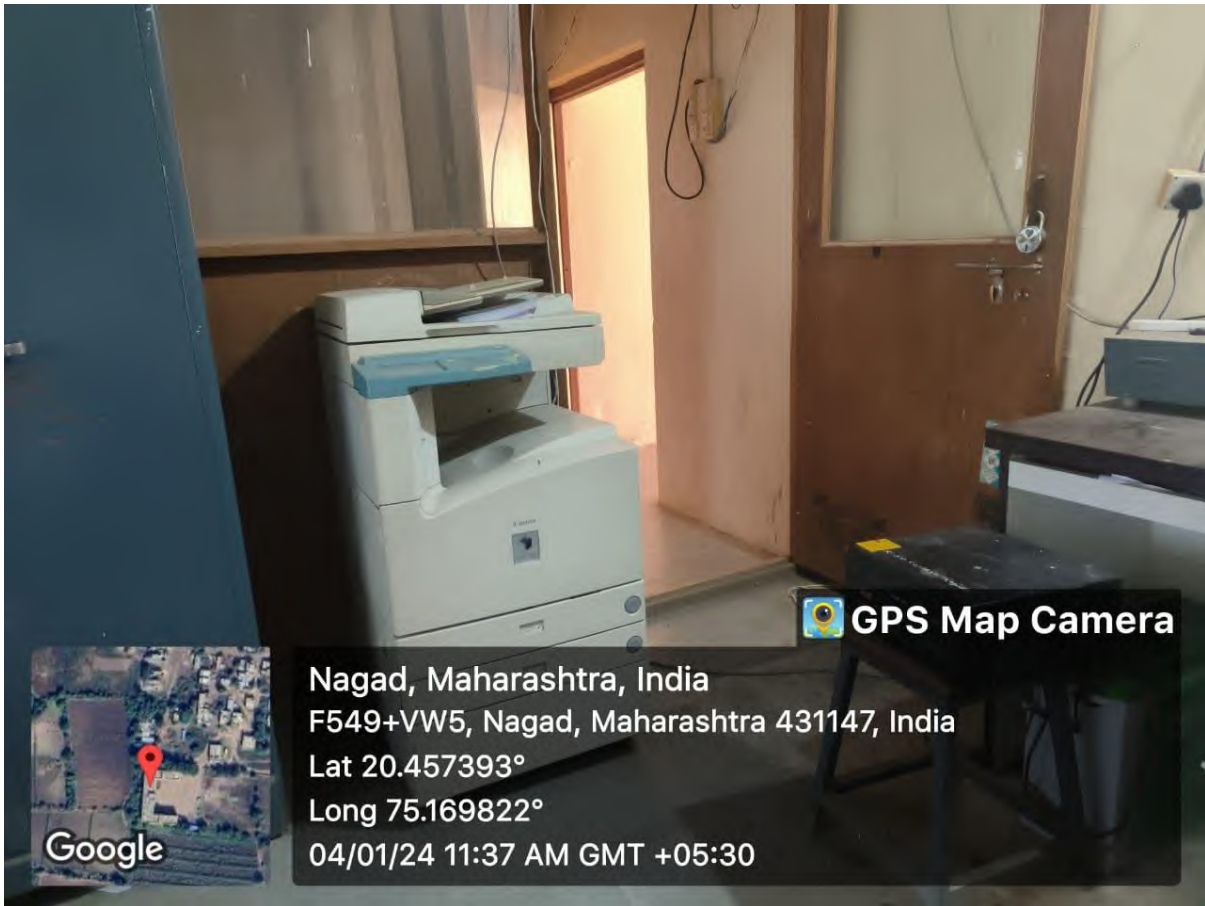 GPS Map Camera
Nagad, Maharashtra, India
F549+VW5, Nagad, Maharashtra 431147, India
Lat 20.457393°
Long 75.169822°
04/01/24 11:37 AM GMT +05:30
Google